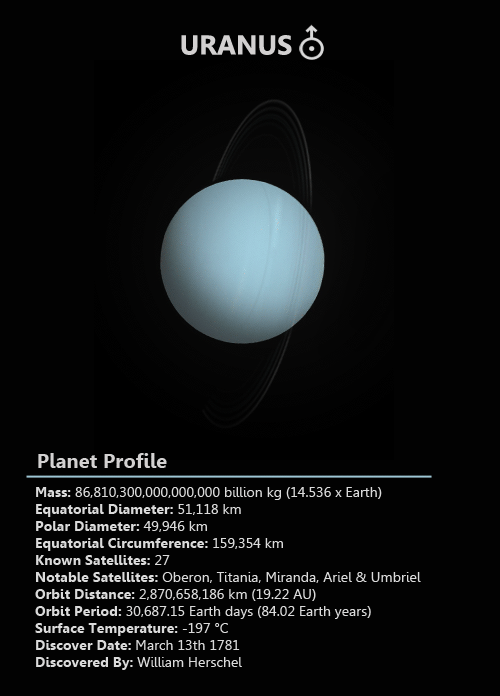 URANUS
Planet Profile
Mass: 86,810,300,000,000,000 billion kg (14.536 x Earth)
Equatorial Diameter: 51,118 km
Polar Diameter: 49,946 km
Equatorial Circumference: 159,354 km
Known Satellites: 27
Notable Satellites: Oberon, Titania, Miranda, Ariel & Umbriel
Orbit Distance: 2,870,658,186 km (19.22 AU)
Orbit Period: 30,687.15 Earth days (84.02 Earth years)
Surface Temperature: -197 °C
Discover Date: March 13th 1781
Discovered By: William Herschel